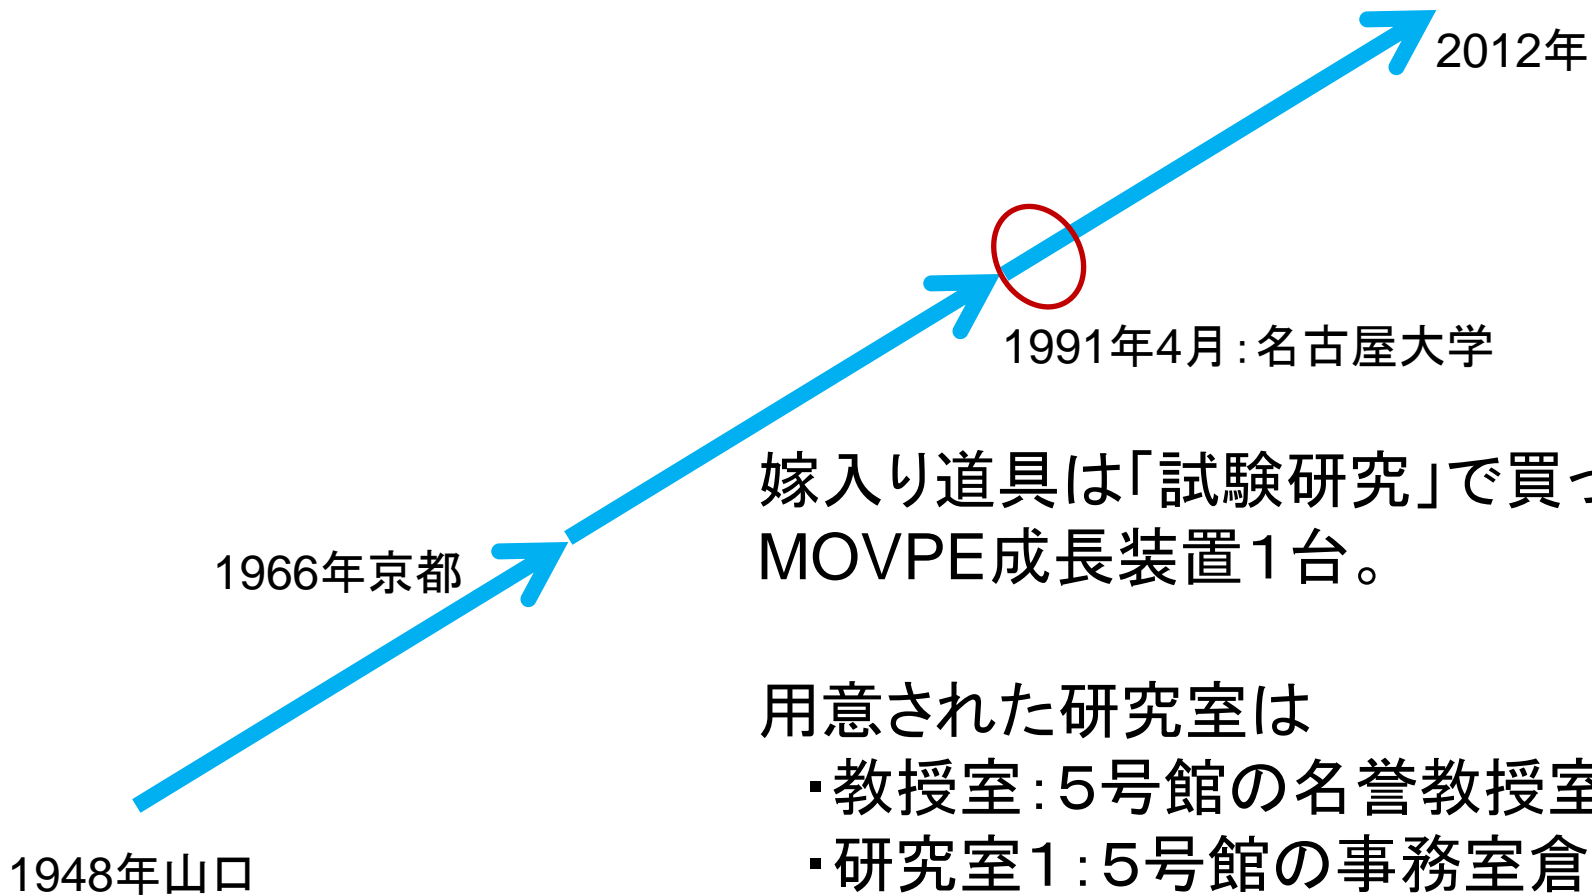 2012年
1991年4月：名古屋大学
嫁入り道具は「試験研究」で買っ
MOVPE成長装置１台。
1966年京都
用意された研究室は
・教授室：５号館の名誉教授室
・研究室１：５号館の事務室倉
1948年山口